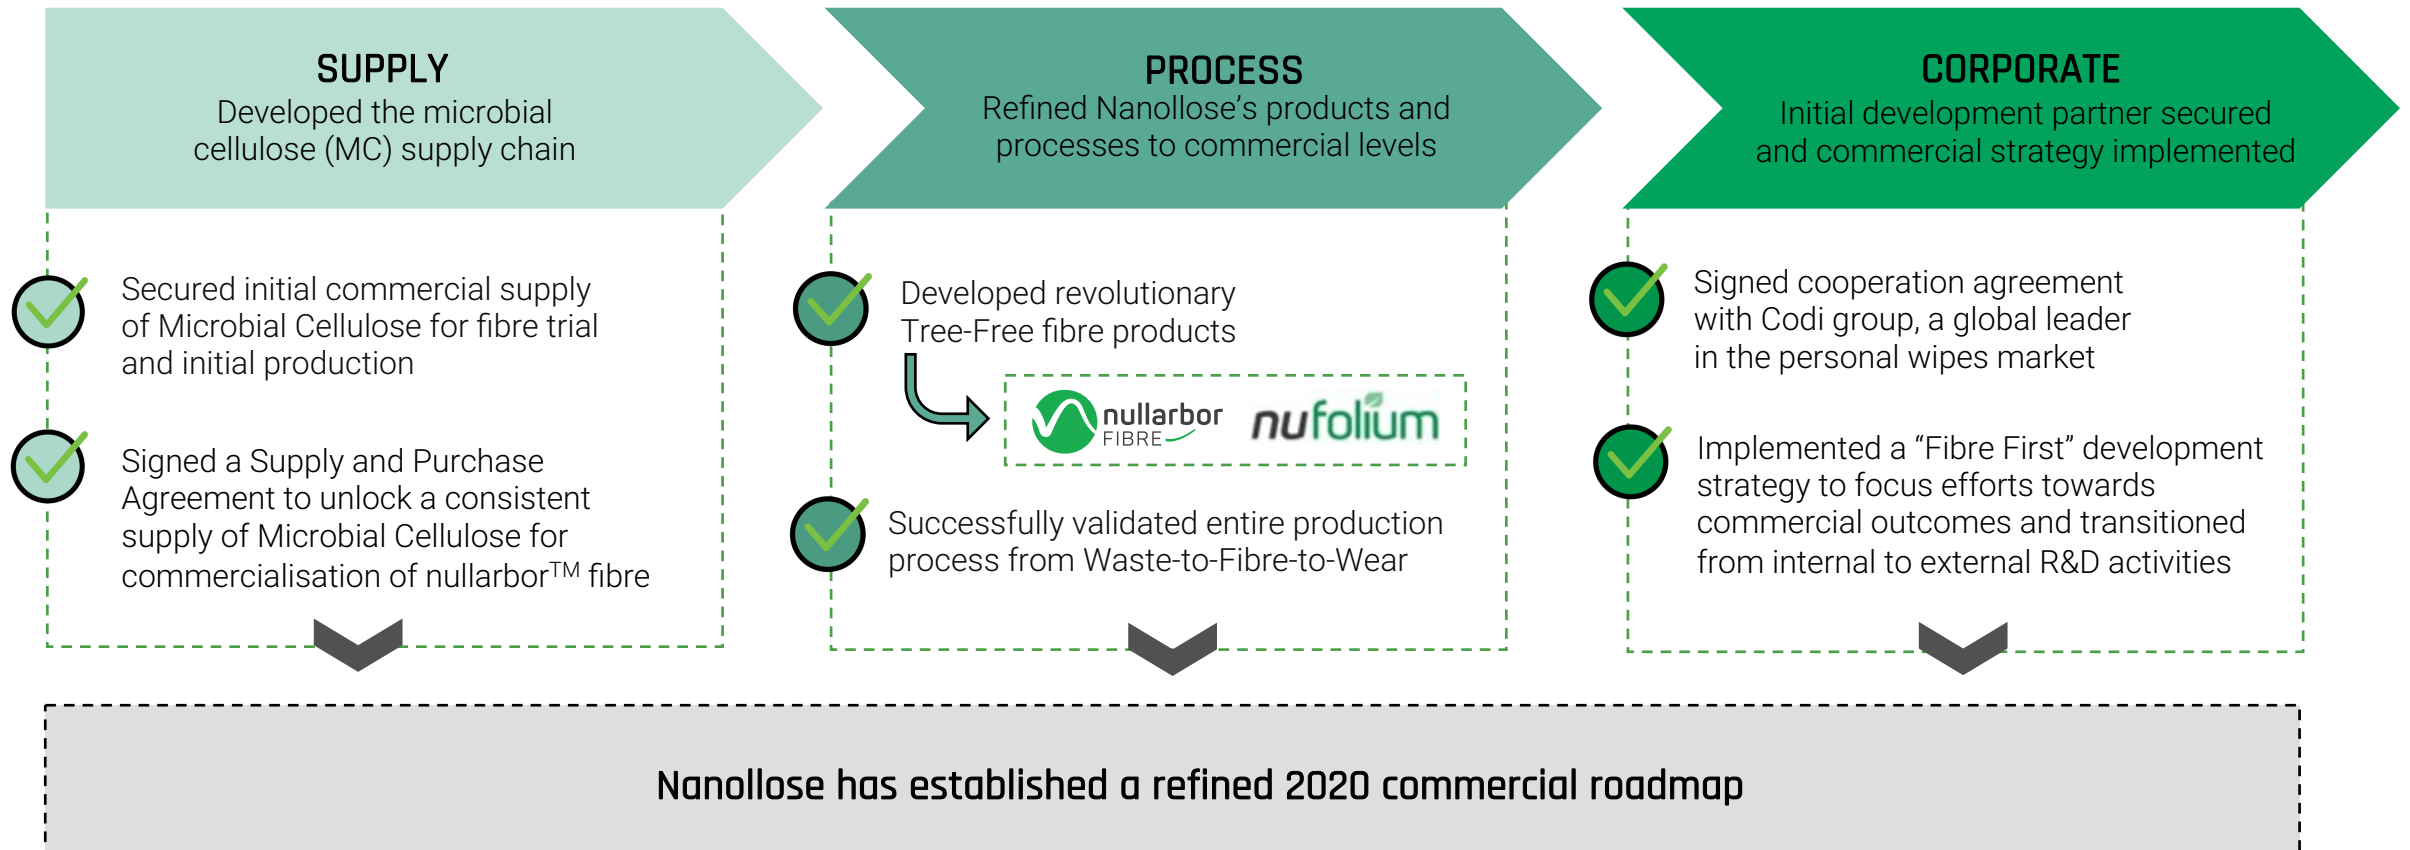 SUPPLY
Developed the microbial
cellulose (MC) supply chain
Secured initial commercial supply
of Microbial Cellulose for fibre trial
and initial production
Signed a Supply and Purchase
Agreement to unlock a consistent
supply of Microbial Cellulose for
commercialisation of nullarbor™ fibre
PROCESS
Refined Nanollose’s products and
processes to commercial levels
Developed revolutionary
Tree-Free fibre products
nullarbor
FIBRE
nufolium
Successfully validated entire production
process from Waste-to-Fibre-to-Wear
CORPORATE
Initial development partner secured
and commercial strategy implemented
Signed cooperation agreement
with Codi group, a global leader
in the personal wipes market
Implemented a “Fibre First” development
strategy to focus efforts towards
commercial outcomes and transitioned
from internal to external R&D activities
Nanollose has established a refined 2020 commercial roadmap